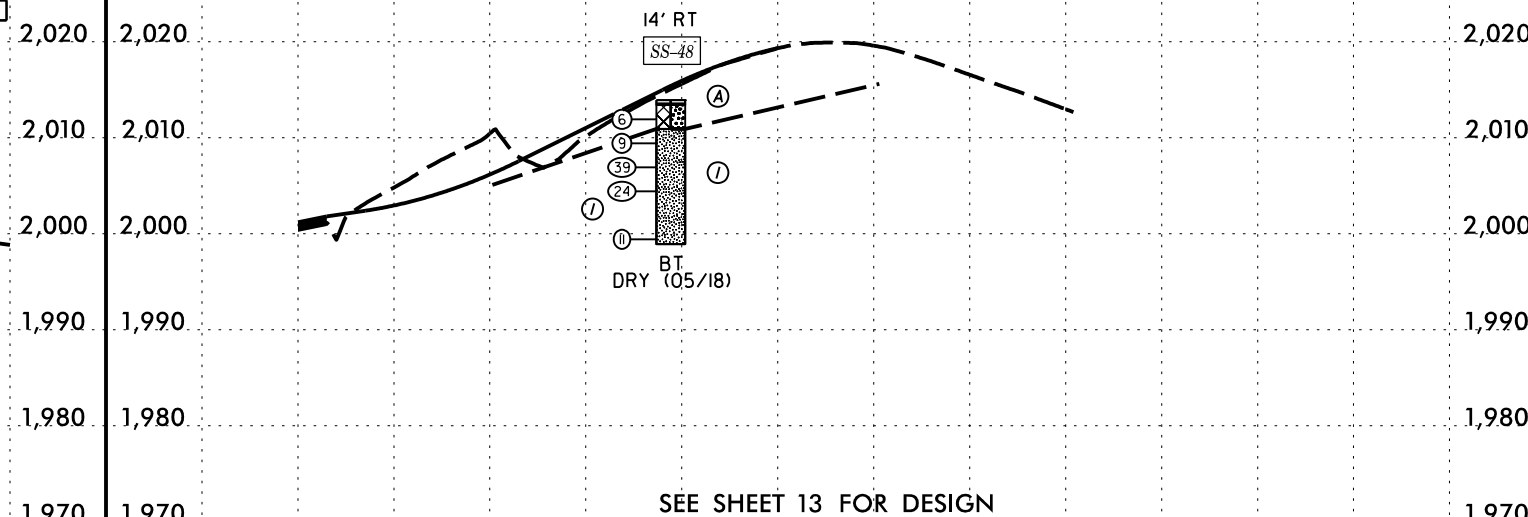 14' RT
2,020 2,020 SS-48 2,020
A
6
2,010 2,010 2,010
9
39 I
24
I
2,000 2,000 2,000
11
BT
DRY (05/18)
1,990 1,990 1,990
1,980 1,980 1,980
SEE SHEET 13 FOR DESIGN
1,970 1,970 1,970